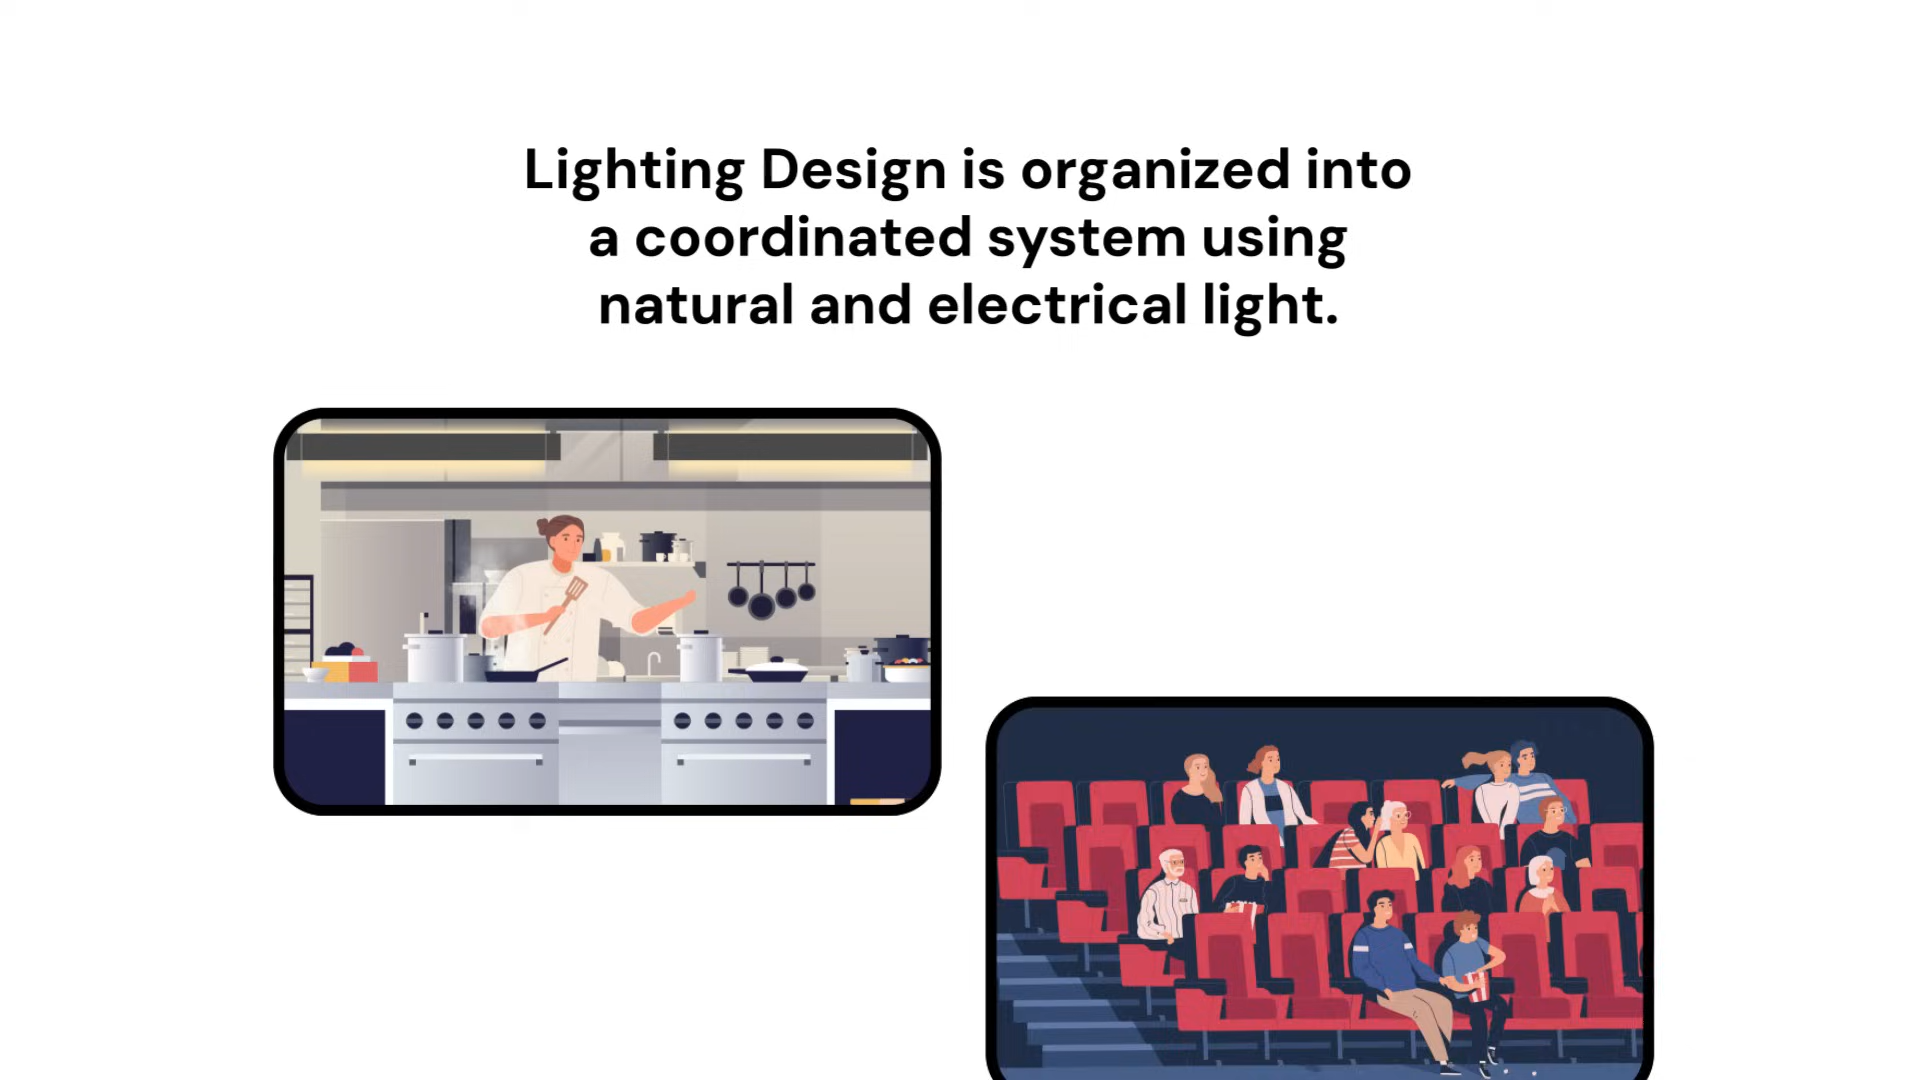 Lighting Design is organized into
a coordinated system using
natural and electrical light.